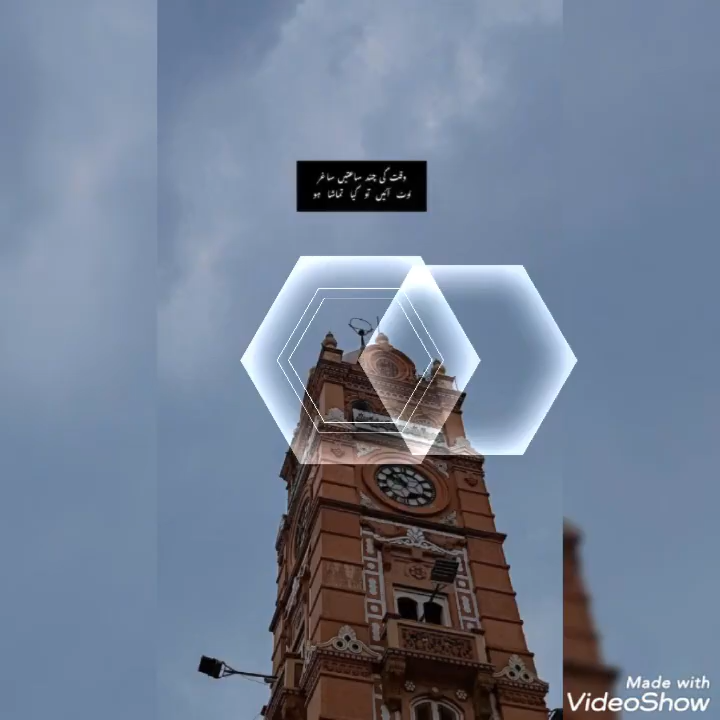 وقت کی چند ساعتیں ساغر
لوٹ آئیں تو کیا تماشا ہو
Made with
VideoShow